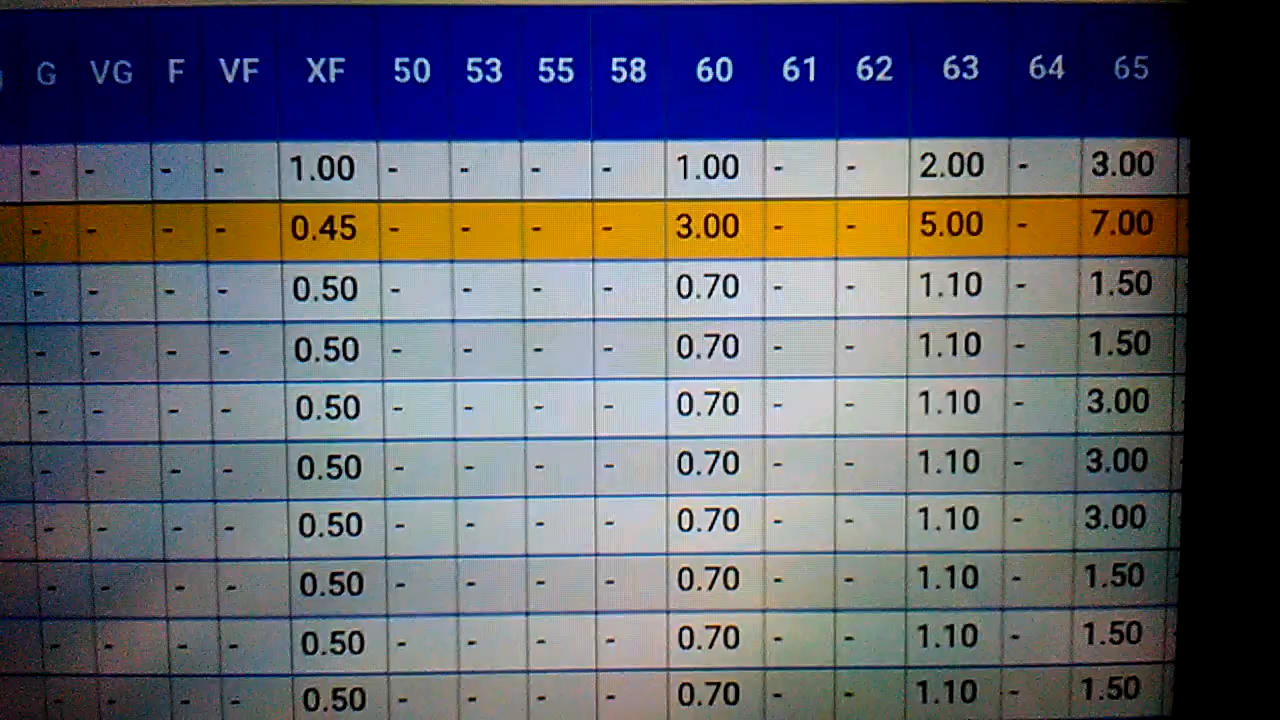 G VG F VF XF 50 53 55 58 60 61 62 63 64 65
- - - - 1.00 - - - - 1.00 - - 2.00 - 3.00
- - - - 0.45 - - - - 3.00 - - 5.00 - 7.00
- - - - 0.50 - - - - 0.70 - - 1.10 - 1.50
- - - - 0.50 - - - - 0.70 - - 1.10 - 1.50
- - - - 0.50 - - - - 0.70 - - 1.10 - 3.00
- - - - 0.50 - - - - 0.70 - - 1.10 - 3.00
- - - - 0.50 - - - - 0.70 - - 1.10 - 3.00
- - - - 0.50 - - - - 0.70 - - 1.10 - 1.50
- - - - 0.50 - - - - 0.70 - - 1.10 - 1.50
- - - - 0.50 - - - - 0.70 - - 1.10 - 1.50